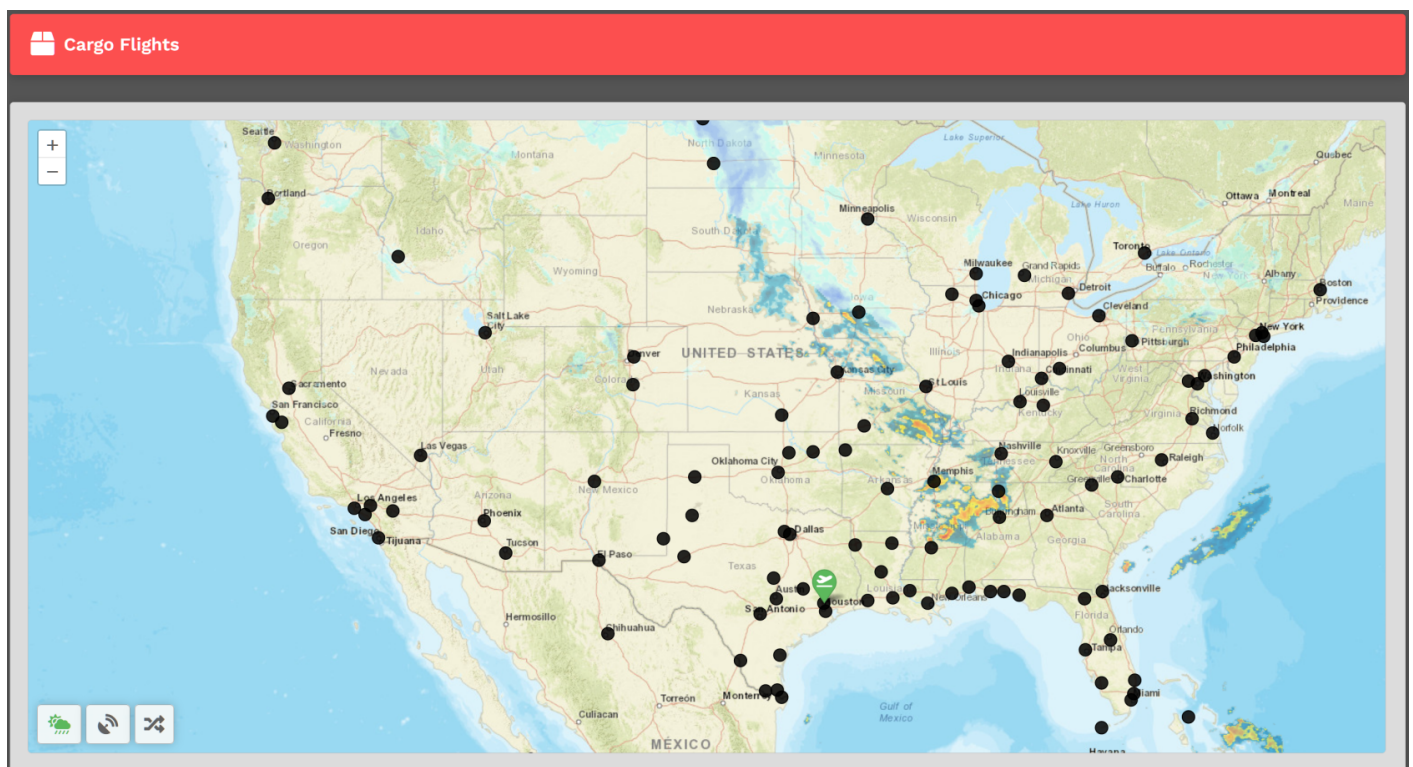 Cargo Flights
+
−
Seattle
Washington
Montana
North Dakota
Minnesota
Lake Superior
Quebec
Portland
Ottawa
Montreal
Maine
Oregon
Idaho
South Dakota
Minneapolis
Wisconsin
Lake Huron
Toronto
Lake Ontario
Wyoming
Milwaukee
Grand Rapids
Michigan
Buffalo
Rochester
New York
Albany
Boston
Providence
Nebraska
Iowa
Chicago
Detroit
Cleveland
Salt Lake
City
Denver
UNITED STATES
Illinois
Indianapolis
Indiana
Ohio
Columbus
Pennsylvania
Pittsburgh
New York
Philadelphia
Nevada
Utah
Colorado
Kansas
Kansas City
Missouri
St Louis
Cincinnati
West
Virginia
Washington
Sacramento
San Francisco
California
Fresno
Louisville
Kentucky
Virginia
Richmond
Norfolk
Las Vegas
Oklahoma City
Oklahoma
Nashville
Tennessee
Knoxville
Greensboro
North
Carolina
Raleigh
Los Angeles
Arizona
New Mexico
Arkansas
Memphis
Greenville
Charlotte
Phoenix
San Diego
Tijuana
Tucson
El Paso
Dallas
Mississippi
Birmingham
Alabama
Atlanta
Georgia
South
Carolina
Texas
Austin
Houston
San Antonio
Louisiana
New Orleans
Jacksonville
Florida
Hermosillo
Chihuahua
Orlando
Tampa
Torreón
Monterrey
Miami
Culiacan
Gulf of
Mexico
MÉXICO
Havana